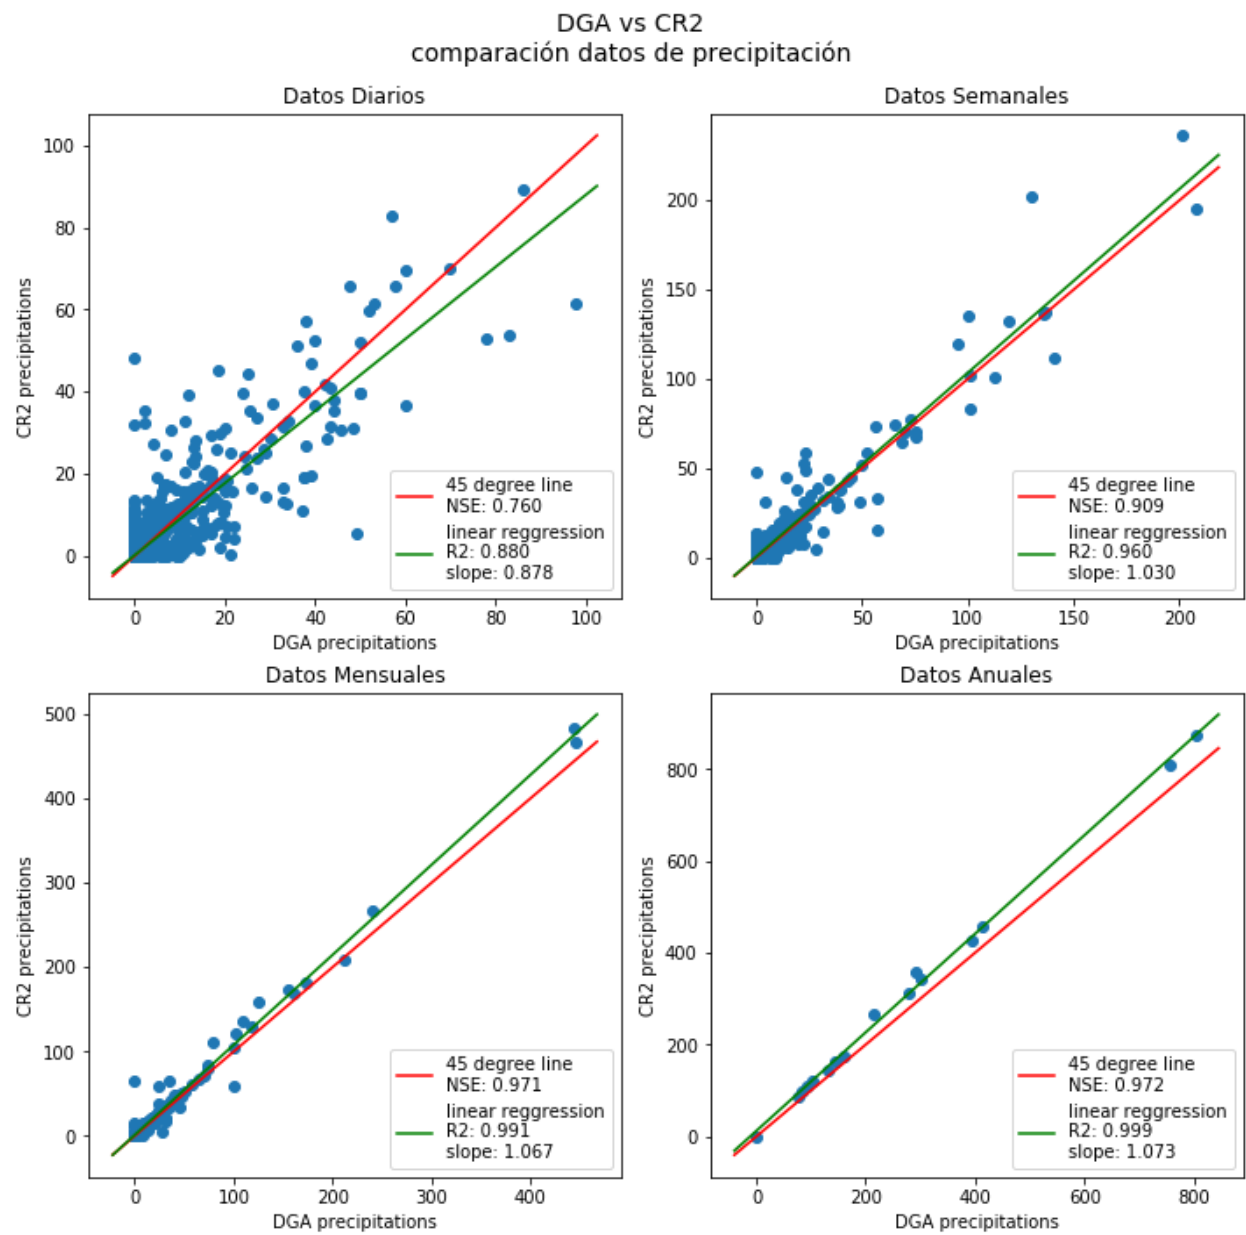 DGA vs CR2
comparación datos de precipitación
Datos Diarios
CR2 precipitations
100
80
60
40
20
0
0 20 40 60 80 100
DGA precipitations
45 degree line
NSE: 0.760
linear reggression
R2: 0.880
slope: 0.878
Datos Semanales
CR2 precipitations
200
150
100
50
0
0 50 100 150 200
DGA precipitations
45 degree line
NSE: 0.909
linear reggression
R2: 0.960
slope: 1.030
Datos Mensuales
CR2 precipitations
500
400
300
200
100
0
0 100 200 300 400
DGA precipitations
45 degree line
NSE: 0.971
linear reggression
R2: 0.991
slope: 1.067
Datos Anuales
CR2 precipitations
800
600
400
200
0
0 200 400 600 800
DGA precipitations
45 degree line
NSE: 0.972
linear reggression
R2: 0.999
slope: 1.073